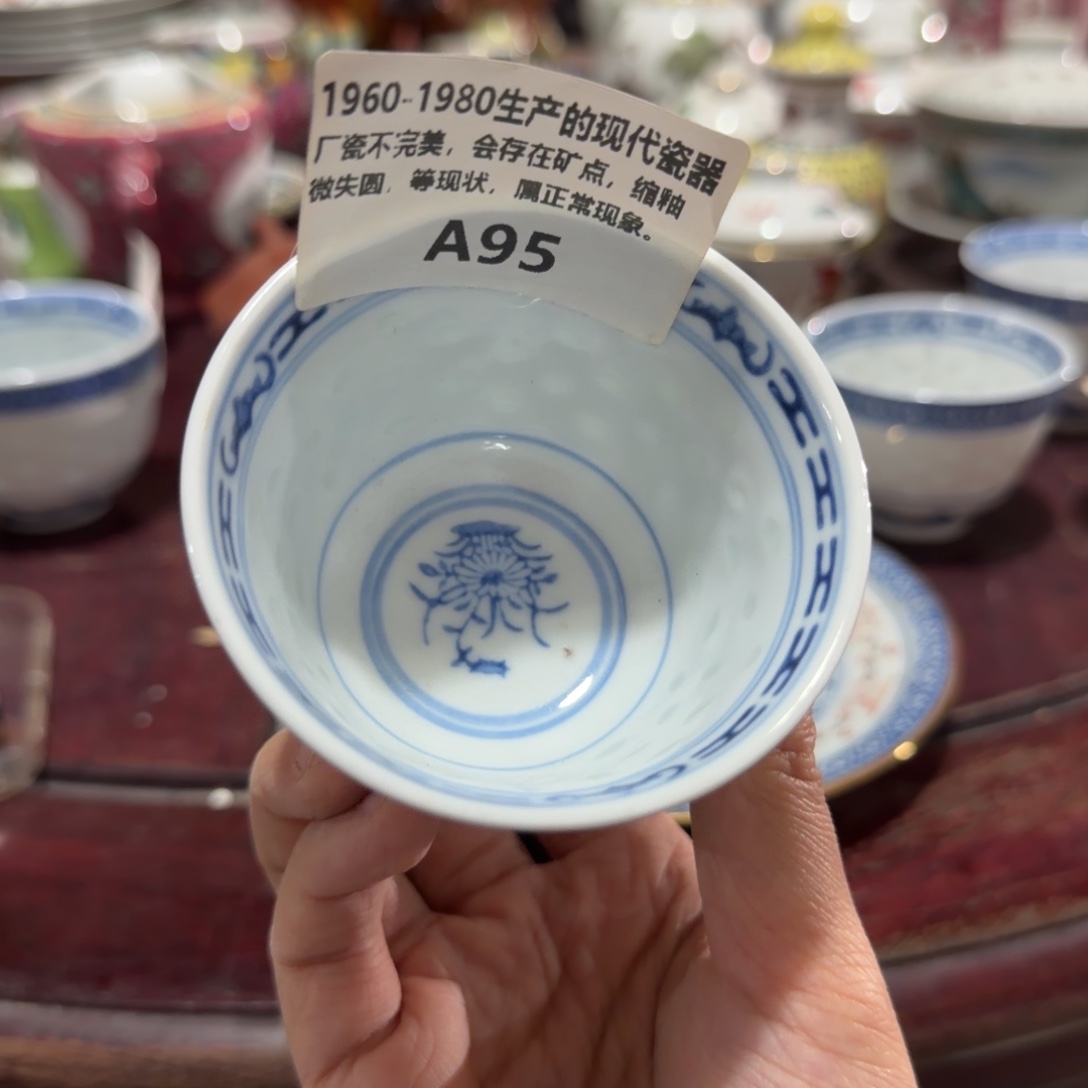 1960-1980生产的现代瓷器
厂瓷不完美，会存在矿点，缩釉
微失圆，等现状，属正常现象。
A95